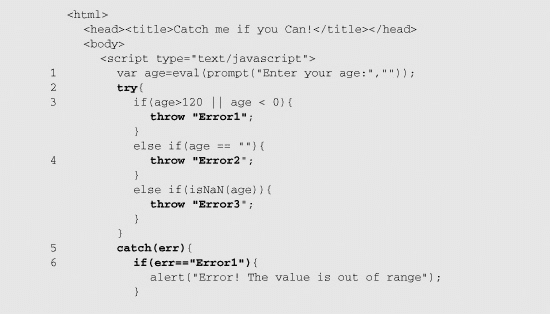 <html>
<head><title>Catch me if you Can!</title></head>
<body>
<script type="text/javascript">
1 var age=eval(prompt("Enter your age:",""));
2 try{
3 if(age>120 || age < 0){
throw "Error1";
}
else if(age == ""){
4 throw "Error2";
}
else if(isNaN(age)){
throw "Error3";
}
}
5 catch(err){
6 if(err=="Error1"){
alert("Error! The value is out of range");
}